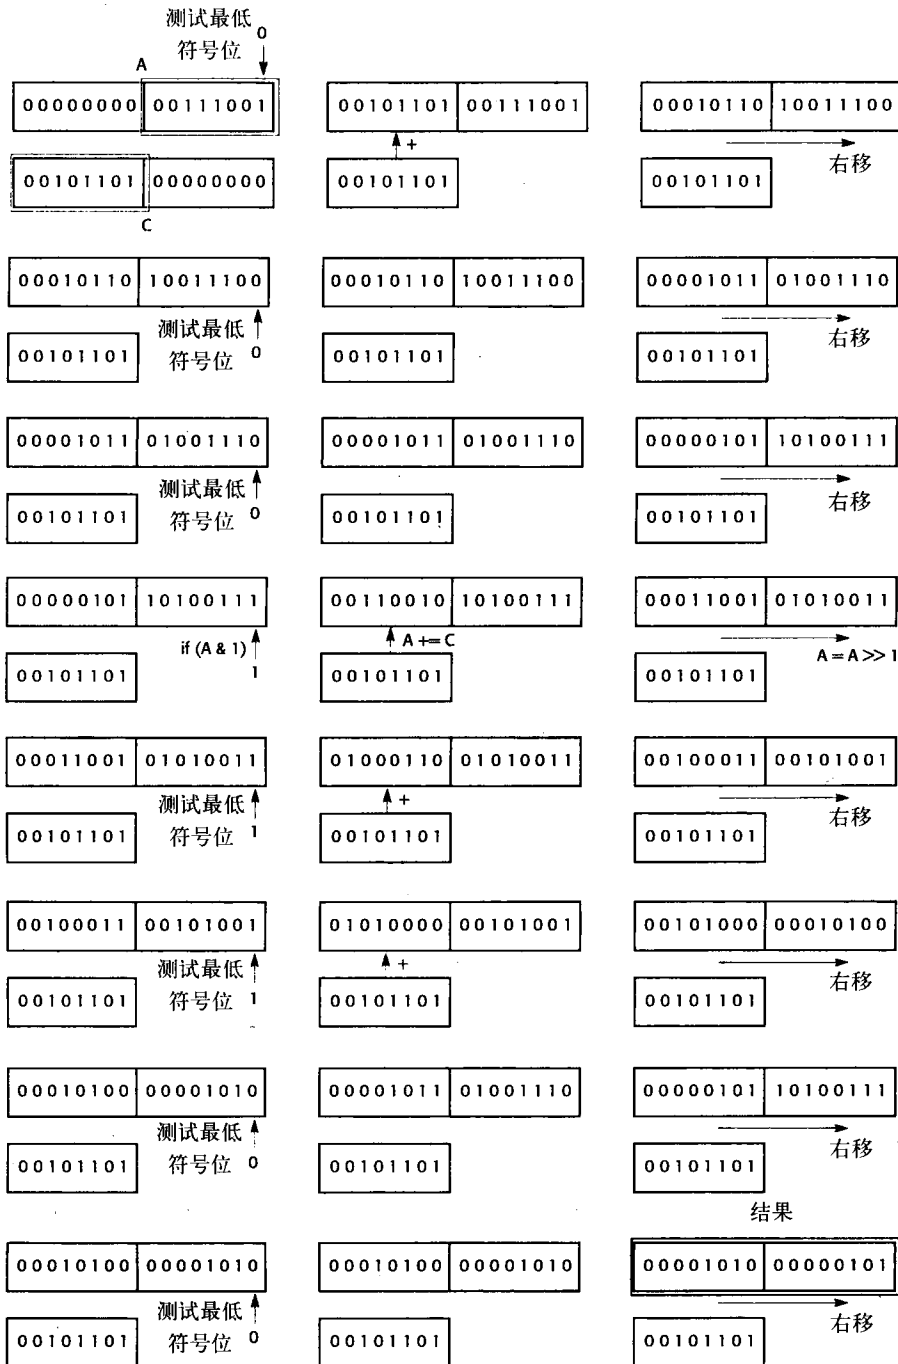 测试最低 0
符号位
A
00000000 00111001 00101101 00111001 00010110 10011100
+ 右移
00101101 00000000 00101101 00101101
C
00010110 10011100 00010110 10011100 00001011 01001110
测试最低 右移
00101101 符号位 0 00101101 00101101
00001011 01001110 00001011 01001110 00000101 10100111
测试最低 右移
00101101 符号位 0 00101101 00101101
00000101 10100111 00110010 10100111 00011001 01010011
if (A & 1) A += C A = A >> 1
00101101 1 00101101 00101101
00011001 01010011 01000110 01010011 00100011 00101001
测试最低 + 右移
00101101 符号位 1 00101101 00101101
00100011 00101001 01010000 00101001 00101000 00010100
测试最低 + 右移
00101101 符号位 1 00101101 00101101
00010100 00001010 00001011 01001110 00000101 10100111
测试最低 右移
00101101 符号位 0 00101101 00101101
结果
00010100 00001010 00010100 00001010 00001010 00000101
测试最低 右移
00101101 符号位 0 00101101 00101101